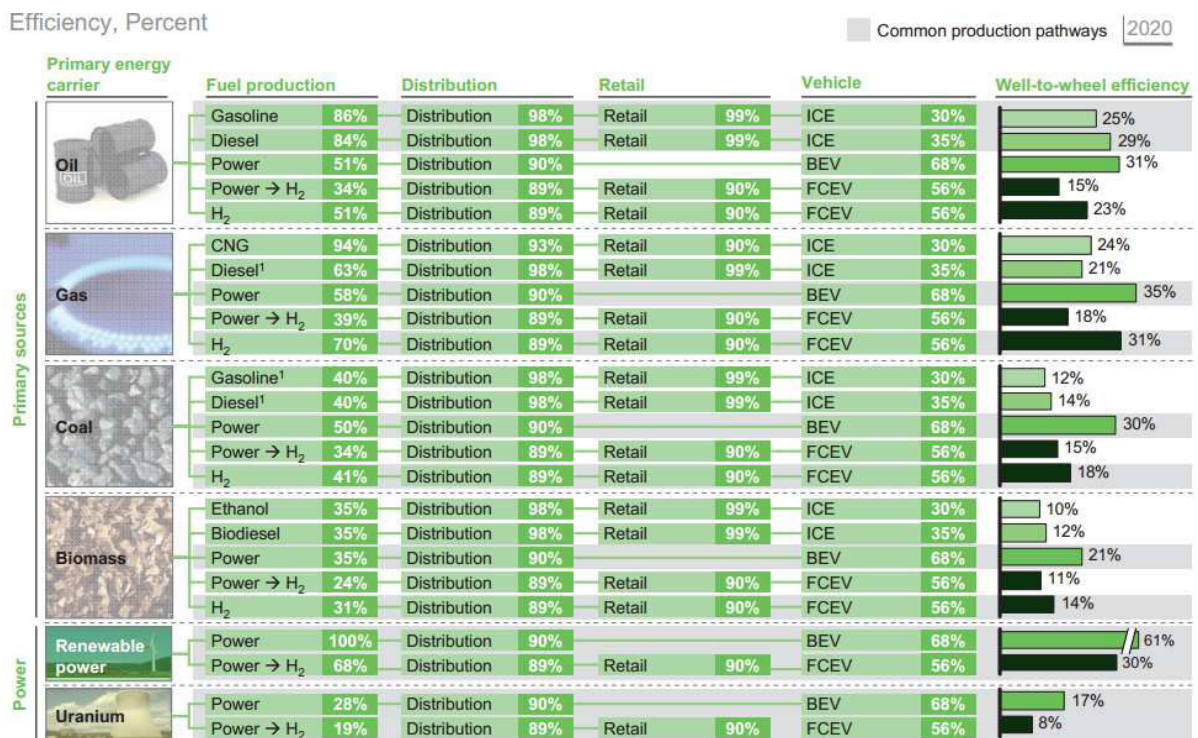 Efficiency, Percent
Common production pathways 2020
Primary energy carrier Fuel production Distribution Retail Vehicle Well-to-wheel efficiency
Primary sources
Oil
OIL
Gasoline 86% Distribution 98% Retail 99% ICE 30% 25%
Diesel 84% Distribution 98% Retail 99% ICE 35% 29%
Power 51% Distribution 90% BEV 68% 31%
Power → H₂ 34% Distribution 89% Retail 90% FCEV 56% 15%
H₂ 51% Distribution 89% Retail 90% FCEV 56% 23%
Gas
CNG 94% Distribution 93% Retail 90% ICE 30% 24%
Diesel¹ 63% Distribution 98% Retail 99% ICE 35% 21%
Power 58% Distribution 90% BEV 68% 35%
Power → H₂ 39% Distribution 89% Retail 90% FCEV 56% 18%
H₂ 70% Distribution 89% Retail 90% FCEV 56% 31%
Coal
Gasoline¹ 40% Distribution 98% Retail 99% ICE 30% 12%
Diesel¹ 40% Distribution 98% Retail 99% ICE 35% 14%
Power 50% Distribution 90% BEV 68% 30%
Power → H₂ 34% Distribution 89% Retail 90% FCEV 56% 15%
H₂ 41% Distribution 89% Retail 90% FCEV 56% 18%
Biomass
Ethanol 35% Distribution 98% Retail 99% ICE 30% 10%
Biodiesel 35% Distribution 98% Retail 99% ICE 35% 12%
Power 35% Distribution 90% BEV 68% 21%
Power → H₂ 24% Distribution 89% Retail 90% FCEV 56% 11%
H₂ 31% Distribution 89% Retail 90% FCEV 56% 14%
Power
Renewable power
Power 100% Distribution 90% BEV 68% 61%
Power → H₂ 68% Distribution 89% Retail 90% FCEV 56% 30%
Uranium
Power 28% Distribution 90% BEV 68% 17%
Power → H₂ 19% Distribution 89% Retail 90% FCEV 56% 8%